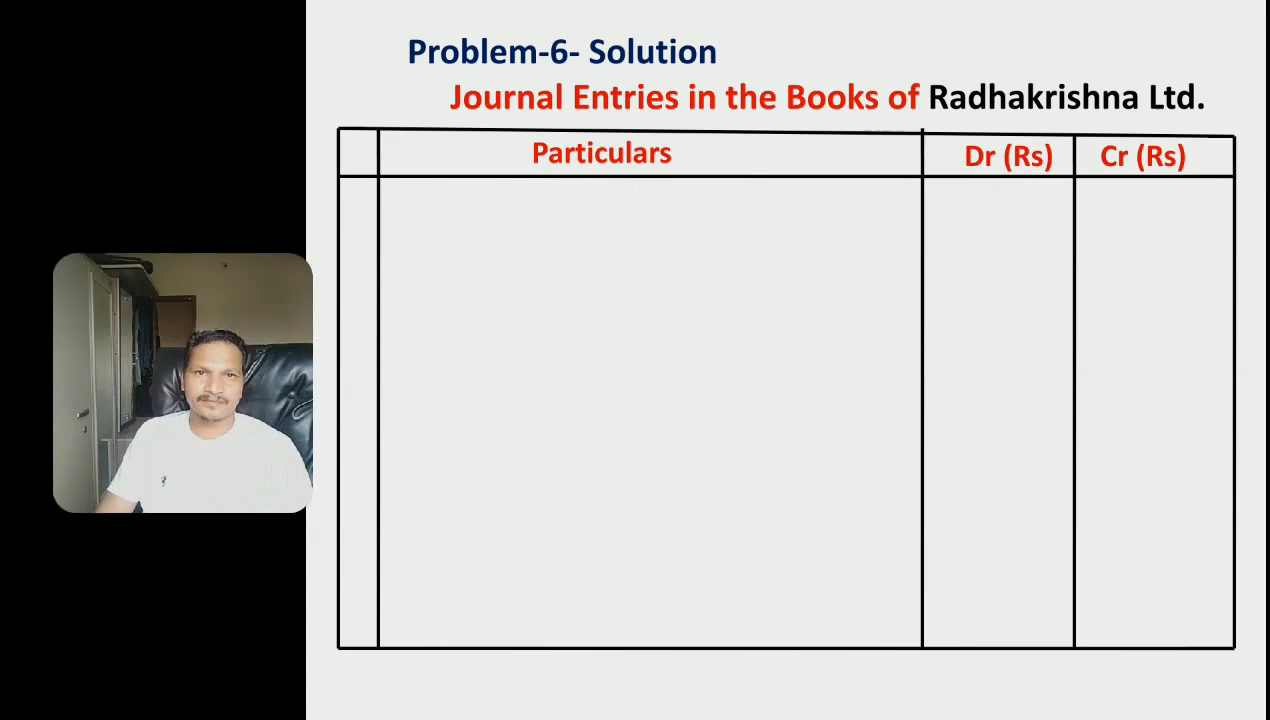 Problem-6- Solution
Journal Entries in the Books of Radhakrishna Ltd.
Particulars Dr (Rs) Cr (Rs)